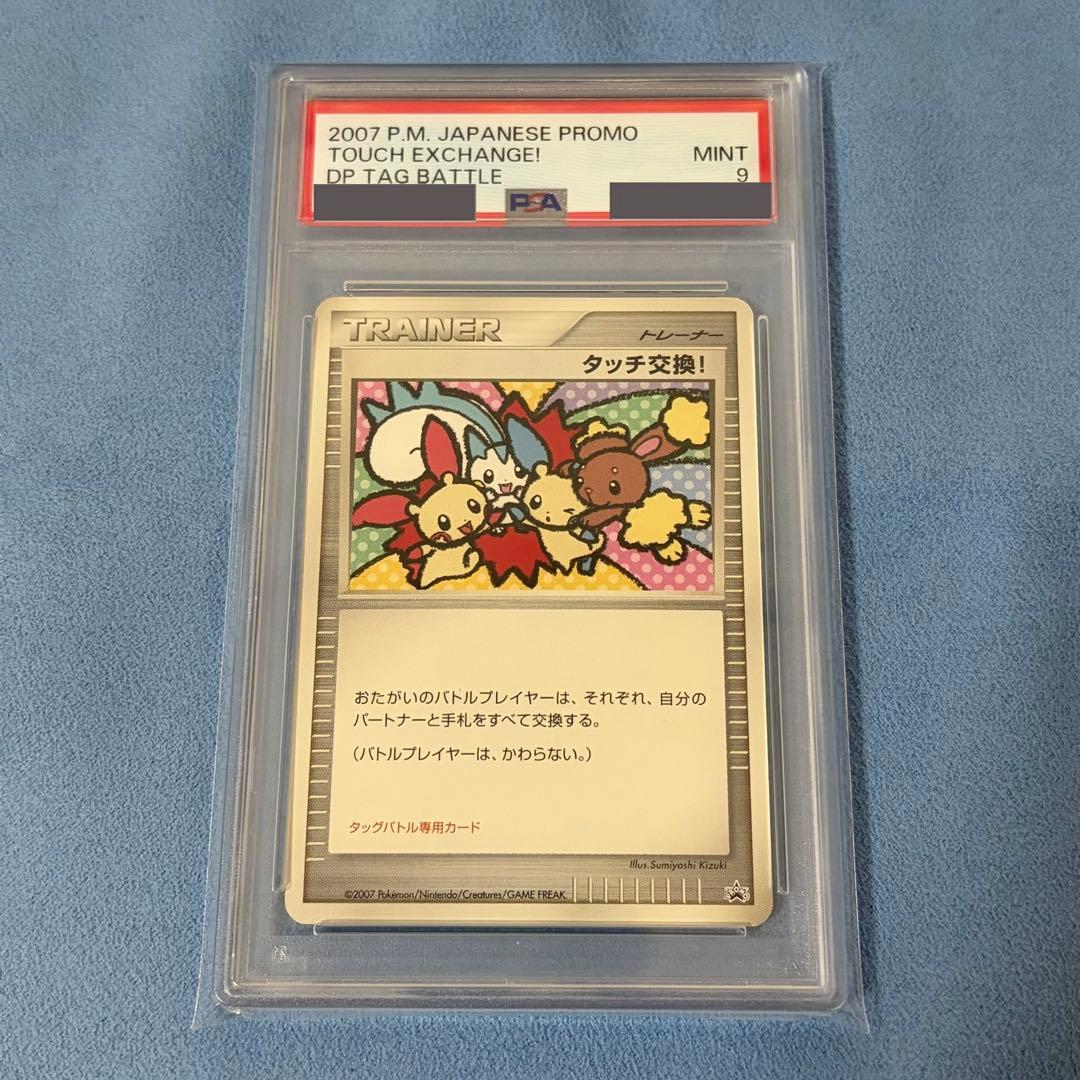 2007 P.M. JAPANESE PROMO
TOUCH EXCHANGE! MINT
DP TAG BATTLE 9
PSA
TRAINER トレーナー
タッチ交換!
おたがいのバトルプレイヤーは、それぞれ、自分の
パートナーと手札をすべて交換する。
(バトルプレイヤーは、かわらない。)
タッグバトル専用カード
Illus.Sumiyoshi Kizuki
©2007 Pokémon/Nintendo/Creatures/GAME FREAK